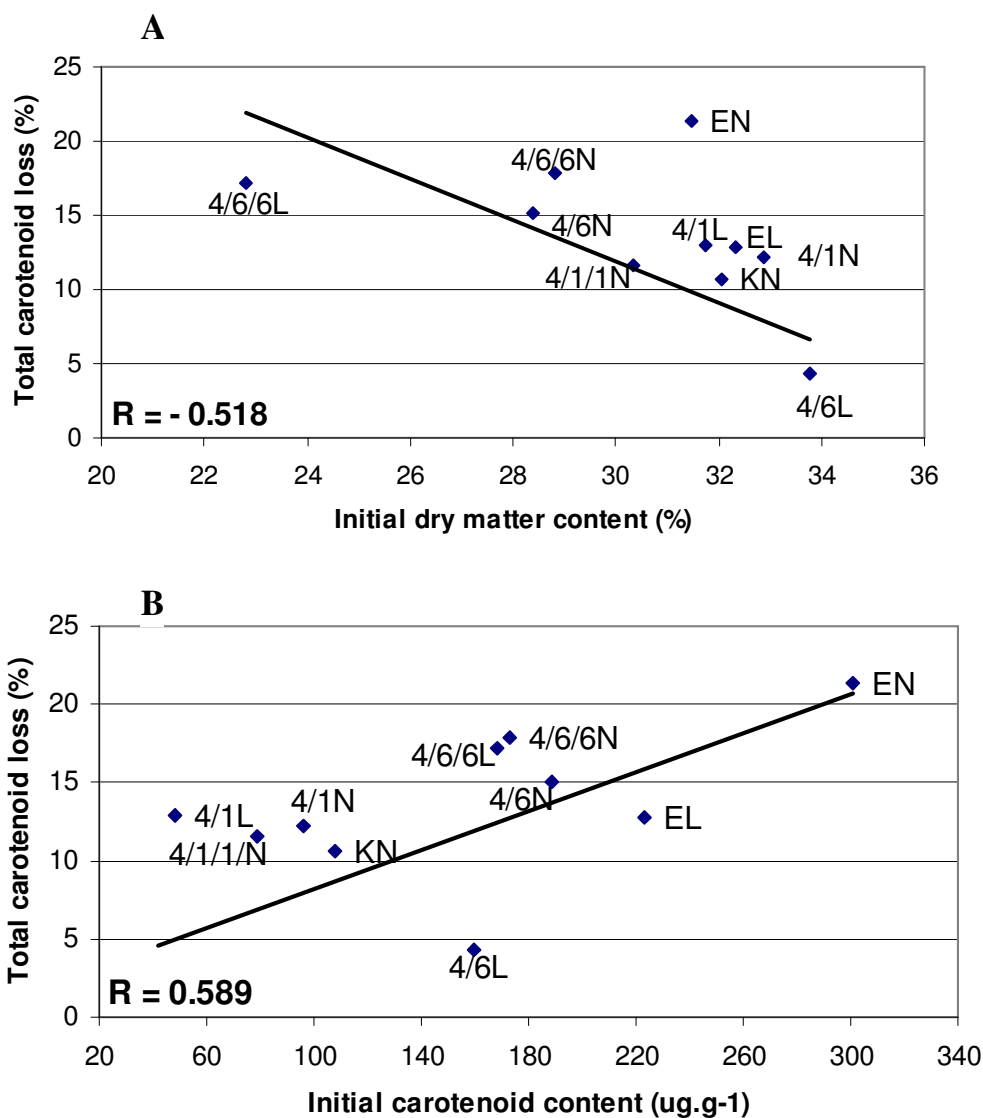 A
25
20
15
10
5
0
Total carotenoid loss (%)
EN
4/6/6N
4/6/6L
4/6N
4/1L
EL
4/1N
4/1/1N
KN
4/6L
R = - 0.518
20 22 24 26 28 30 32 34 36
Initial dry matter content (%)
B
25
20
15
10
5
0
Total carotenoid loss (%)
EN
4/6/6N
4/6/6L
4/6N
4/1N
4/1L
EL
4/1/1/N
KN
4/6L
R = 0.589
20 60 100 140 180 220 260 300 340
Initial carotenoid content (ug.g-1)